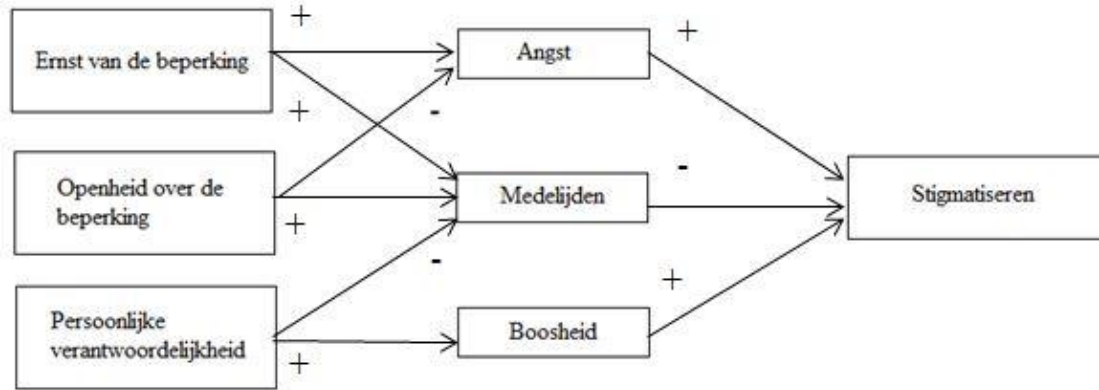 +
+
Ernst van de beperking
Angst
+
-
Openheid over de
beperking
Medelijden
-
Stigmatiseren
+
-
+
Persoonlijke
verantwoordelijkheid
Boosheid
+